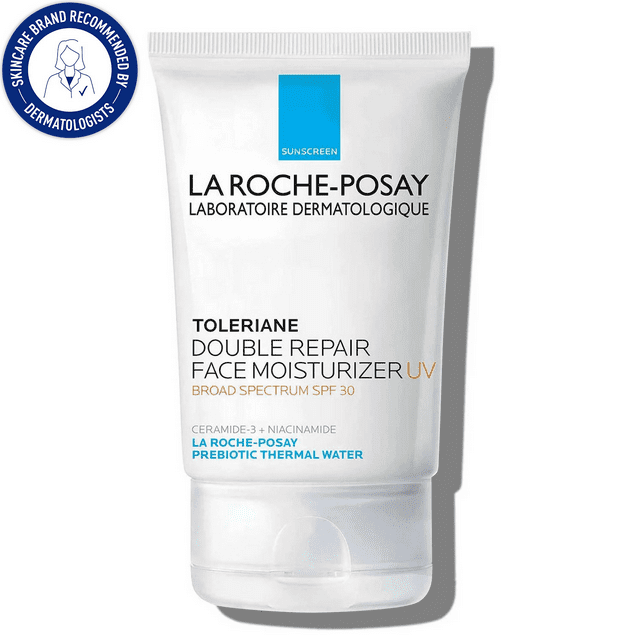 SKINCARE BRAND RECOMMENDED BY
DERMATOLOGISTS
SUNSCREEN
LA ROCHE-POSAY
LABORATOIRE DERMATOLOGIQUE
TOLERIANE
DOUBLE REPAIR
FACE MOISTURIZER UV
BROAD SPECTRUM SPF 30
CERAMIDE-3 + NIACINAMIDE
LA ROCHE-POSAY
PREBIOTIC THERMAL WATER